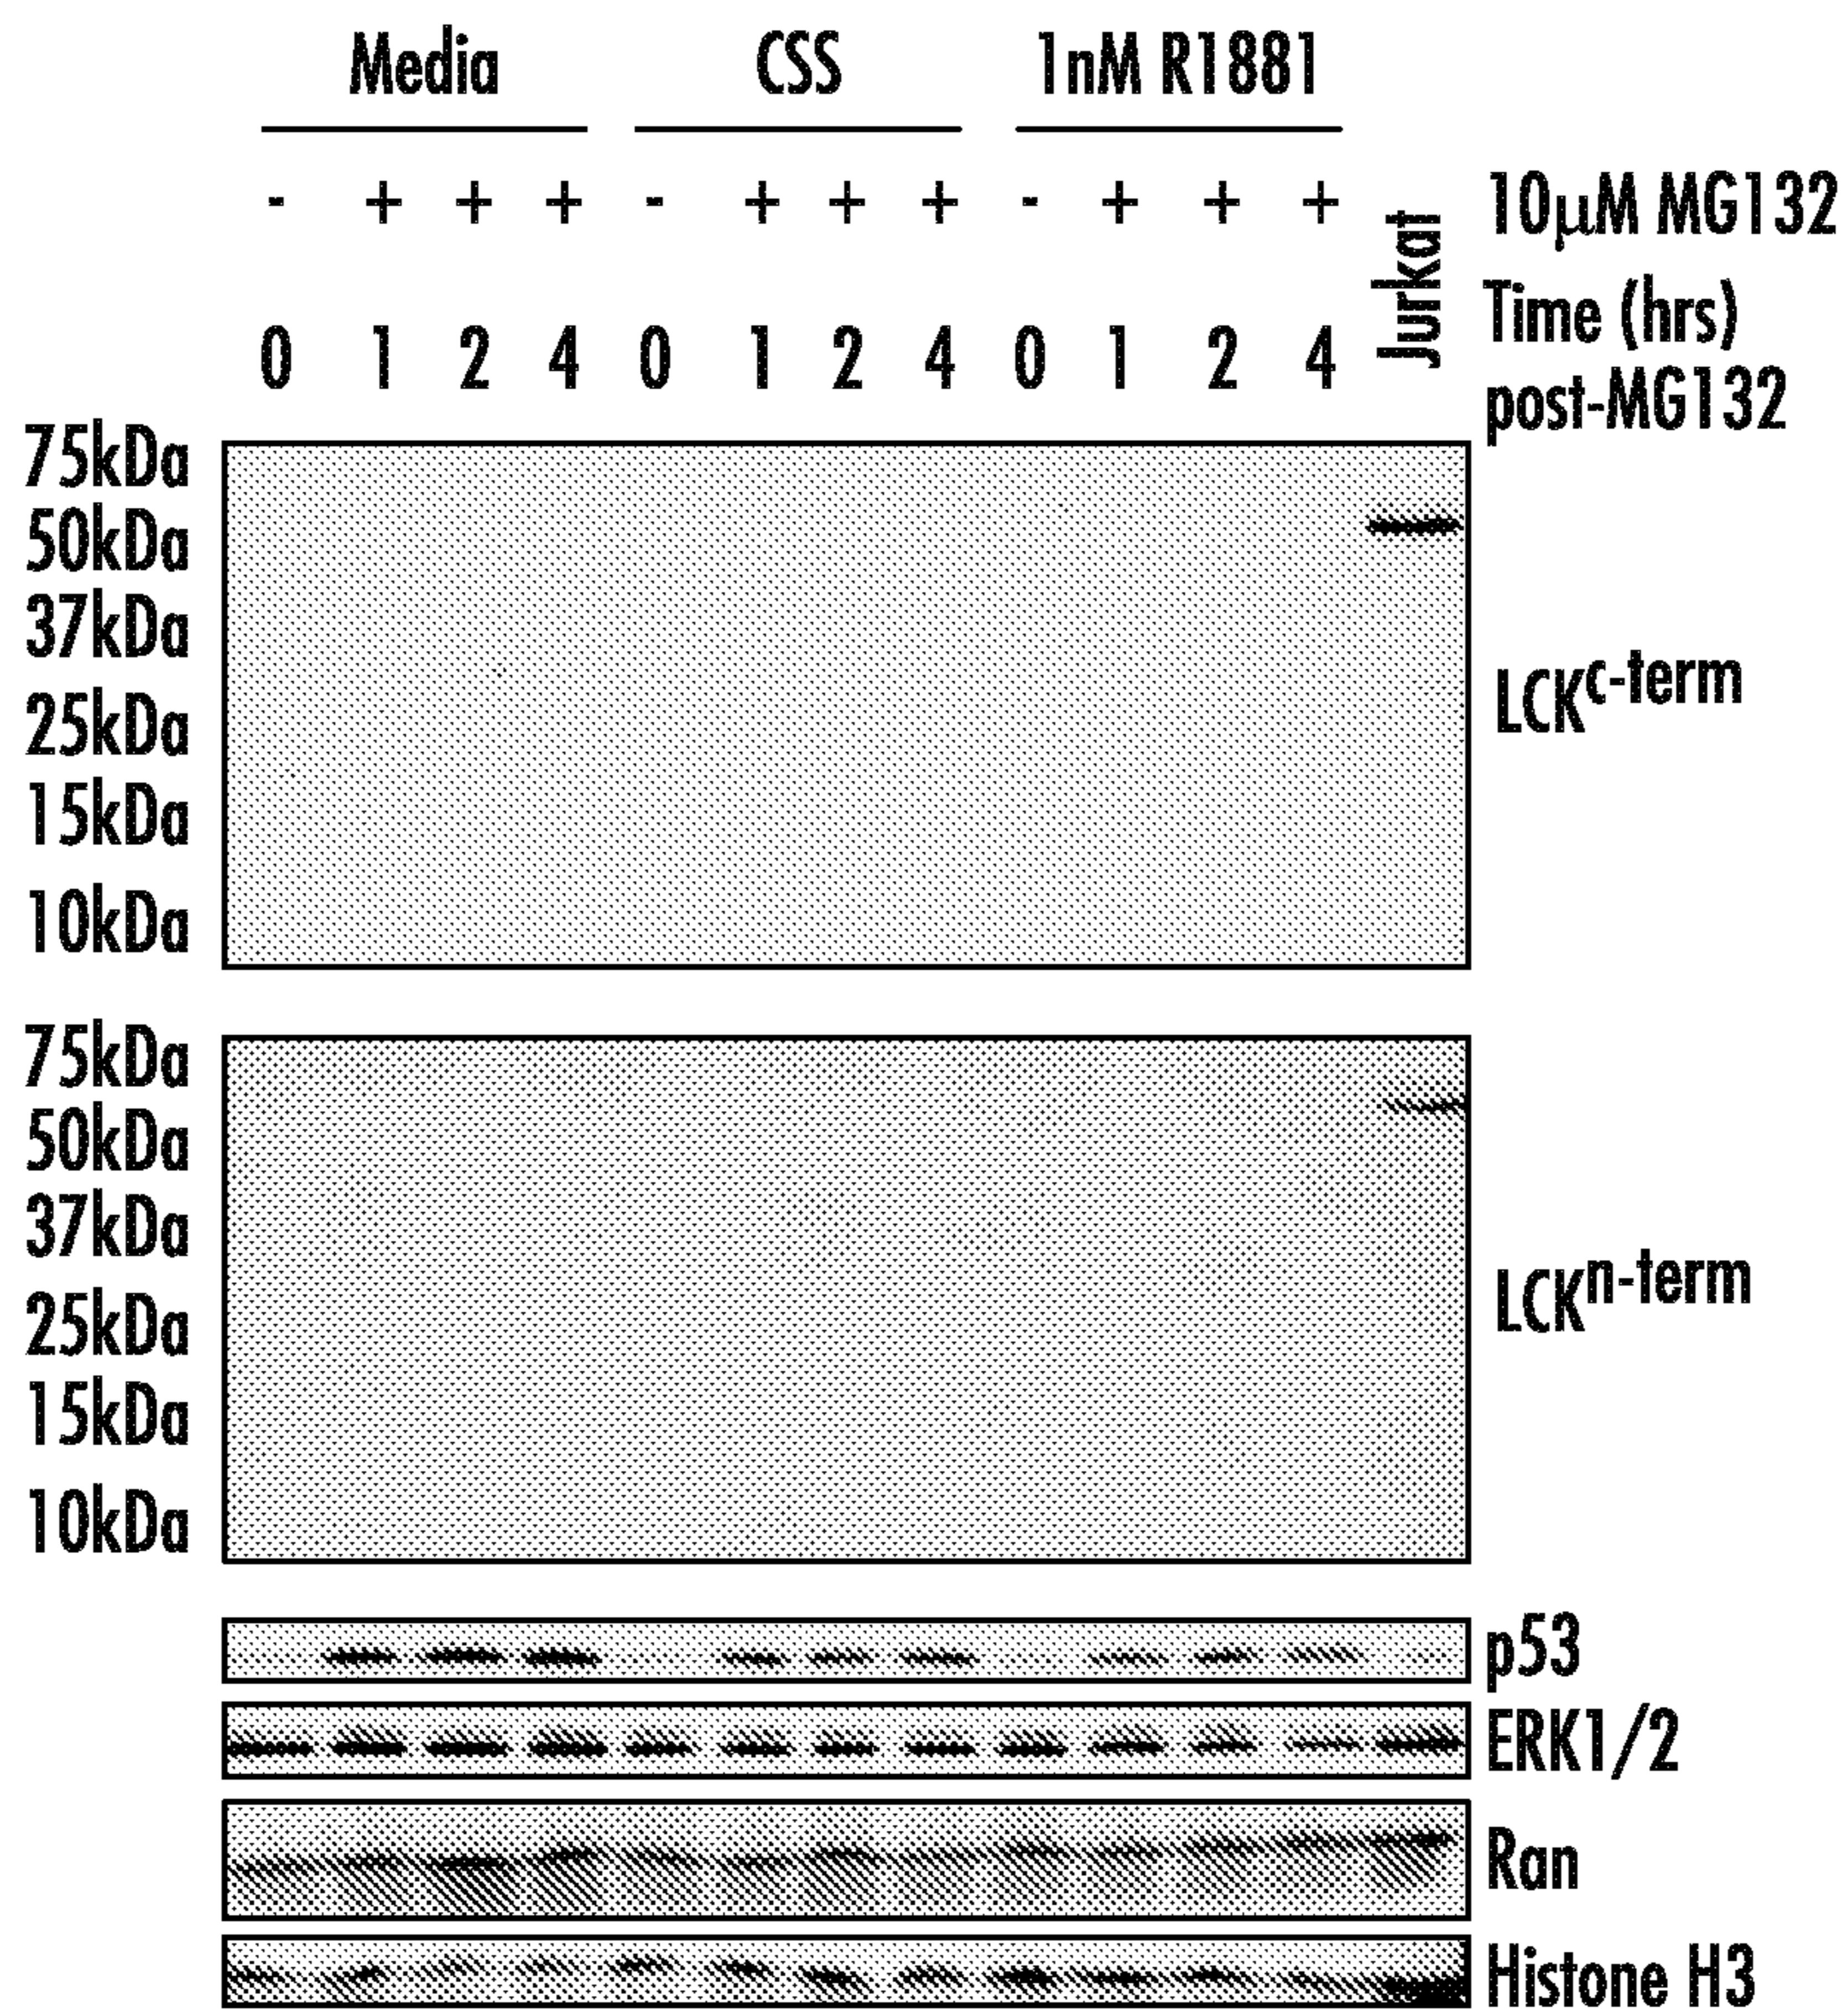 Media CSS 1nM R1881
- + + + - + + + - + + + 10µM MG132
Jurkat
0 1 2 4 0 1 2 4 0 1 2 4 Time (hrs)
post-MG132
75kDa
50kDa
37kDa
25kDa
15kDa
10kDa
LCKc-term
75kDa
50kDa
37kDa
25kDa
15kDa
10kDa
LCKn-term
p53
ERK1/2
Ran
Histone H3